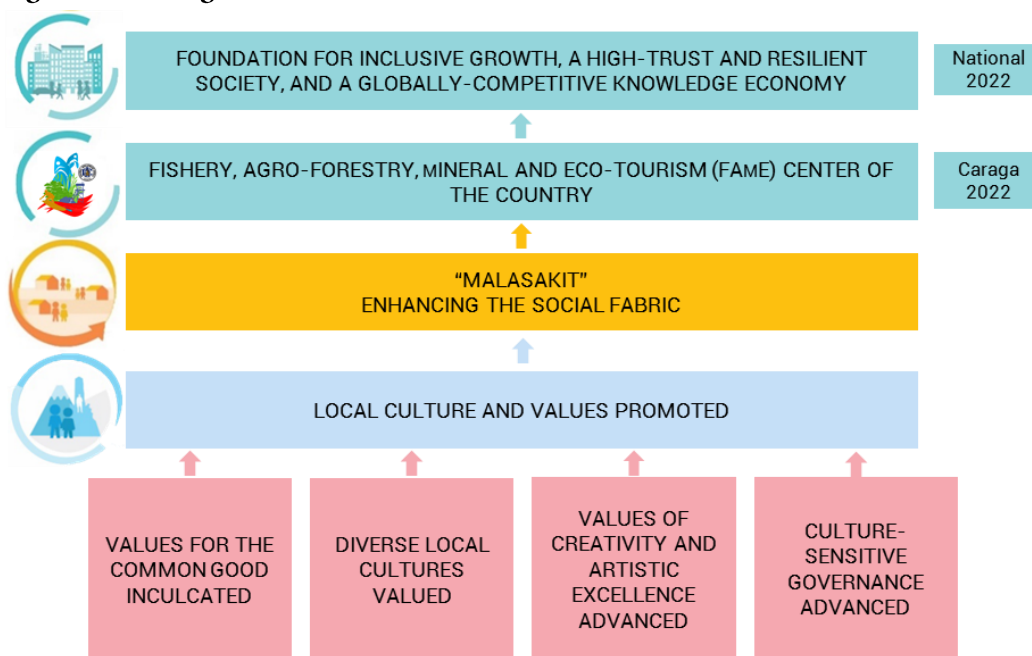 FOUNDATION FOR INCLUSIVE GROWTH, A HIGH-TRUST AND RESILIENT
SOCIETY, AND A GLOBALLY-COMPETITIVE KNOWLEDGE ECONOMY
National
2022
FISHERY, AGRO-FORESTRY, mINERAL AND ECO-TOURISM (FAmE) CENTER OF
THE COUNTRY
Caraga
2022
“MALASAKIT”
ENHANCING THE SOCIAL FABRIC
LOCAL CULTURE AND VALUES PROMOTED
VALUES FOR THE
COMMON GOOD
INCULCATED
DIVERSE LOCAL
CULTURES
VALUED
VALUES OF
CREATIVITY AND
ARTISTIC
EXCELLENCE
ADVANCED
CULTURE-
SENSITIVE
GOVERNANCE
ADVANCED